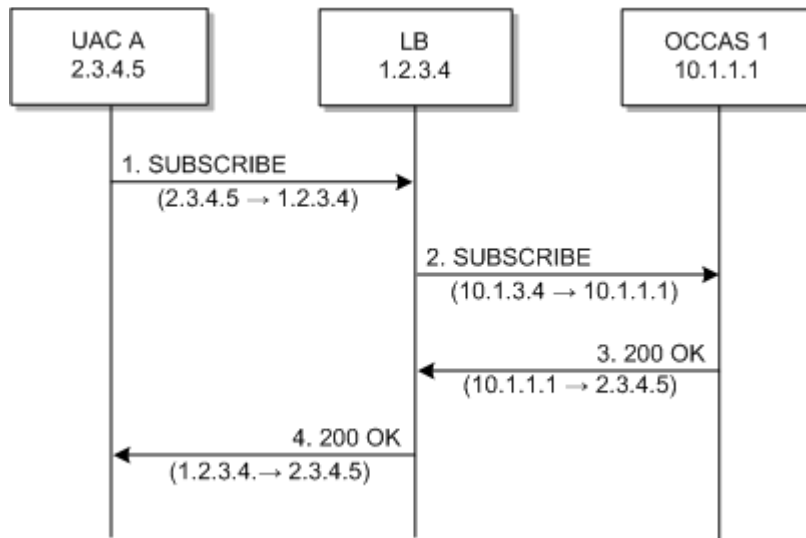 UAC A
2.3.4.5
LB
1.2.3.4
OCCAS 1
10.1.1.1
1. SUBSCRIBE
(2.3.4.5 → 1.2.3.4)
2. SUBSCRIBE
(10.1.3.4 → 10.1.1.1)
3. 200 OK
(10.1.1.1 → 2.3.4.5)
4. 200 OK
(1.2.3.4.→ 2.3.4.5)